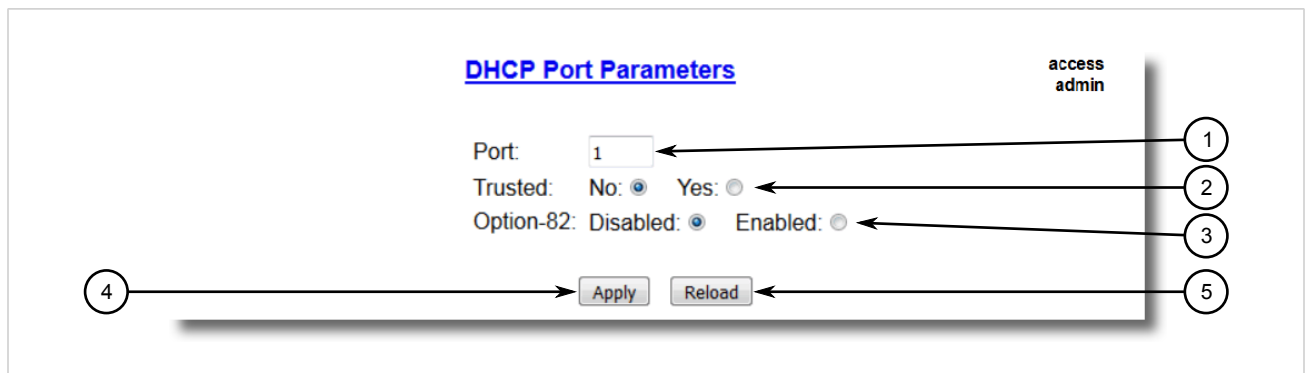 DHCP Port Parameters
access
admin
Port: 1
1
Trusted: No: Yes:
2
Option-82: Disabled: Enabled:
3
4
Apply Reload
5